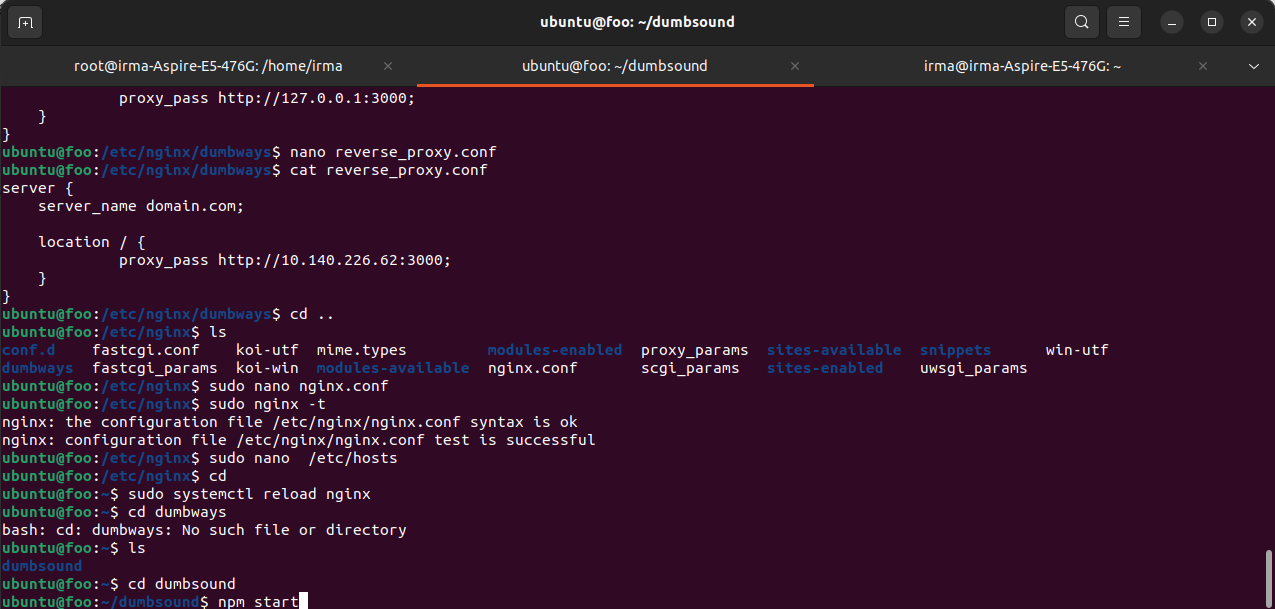 ubuntu@foo: ~/dumbsound
root@irma-Aspire-E5-476G: /home/irma
ubuntu@foo: ~/dumbsound
irma@irma-Aspire-E5-476G: ~
proxy_pass http://127.0.0.1:3000;
}
}
ubuntu@foo:/etc/nginx/dumbways$ nano reverse_proxy.conf
ubuntu@foo:/etc/nginx/dumbways$ cat reverse_proxy.conf
server {
server_name domain.com;
location / {
proxy_pass http://10.140.226.62:3000;
}
}
ubuntu@foo:/etc/nginx/dumbways$ cd ..
ubuntu@foo:/etc/nginx$ ls
conf.d fastcgi.conf koi-utf mime.types modules-enabled proxy_params sites-available snippets win-utf
dumbways fastcgi_params koi-win modules-available nginx.conf scgi_params sites-enabled uwsgi_params
ubuntu@foo:/etc/nginx$ sudo nano nginx.conf
ubuntu@foo:/etc/nginx$ sudo nginx -t
nginx: the configuration file /etc/nginx/nginx.conf syntax is ok
nginx: configuration file /etc/nginx/nginx.conf test is successful
ubuntu@foo:/etc/nginx$ sudo nano  /etc/hosts
ubuntu@foo:/etc/nginx$ cd
ubuntu@foo:~$ sudo systemctl reload nginx
ubuntu@foo:~$ cd dumbways
bash: cd: dumbways: No such file or directory
ubuntu@foo:~$ ls
dumbsound
ubuntu@foo:~$ cd dumbsound
ubuntu@foo:~/dumbsound$ npm start